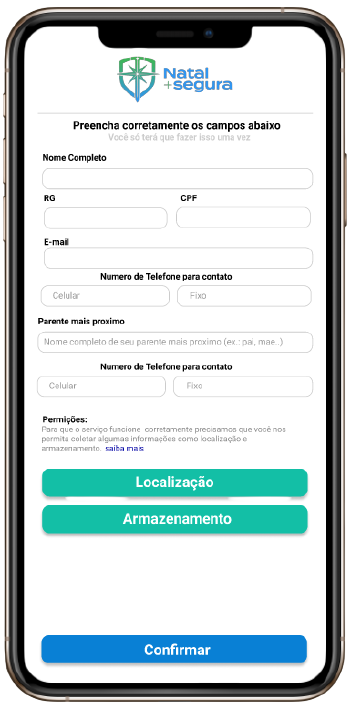 Natal
+segura
Preencha corretamente os campos abaixo
Você só terá que fazer isso uma vez
Nome Completo
RG CPF
E-mail
Numero de Telefone para contato
Celular Fixo
Parente mais proximo
Nome completo de seu parente mais proximo (ex.: pai, mae..)
Numero de Telefone para contato
Celular Fixo
Permições:
Para que o serviço funcione corretamente precisamos que você nos
permita coletar algumas informações como localização e
armazenamento. saiba mais
Localização
Armazenamento
Confirmar